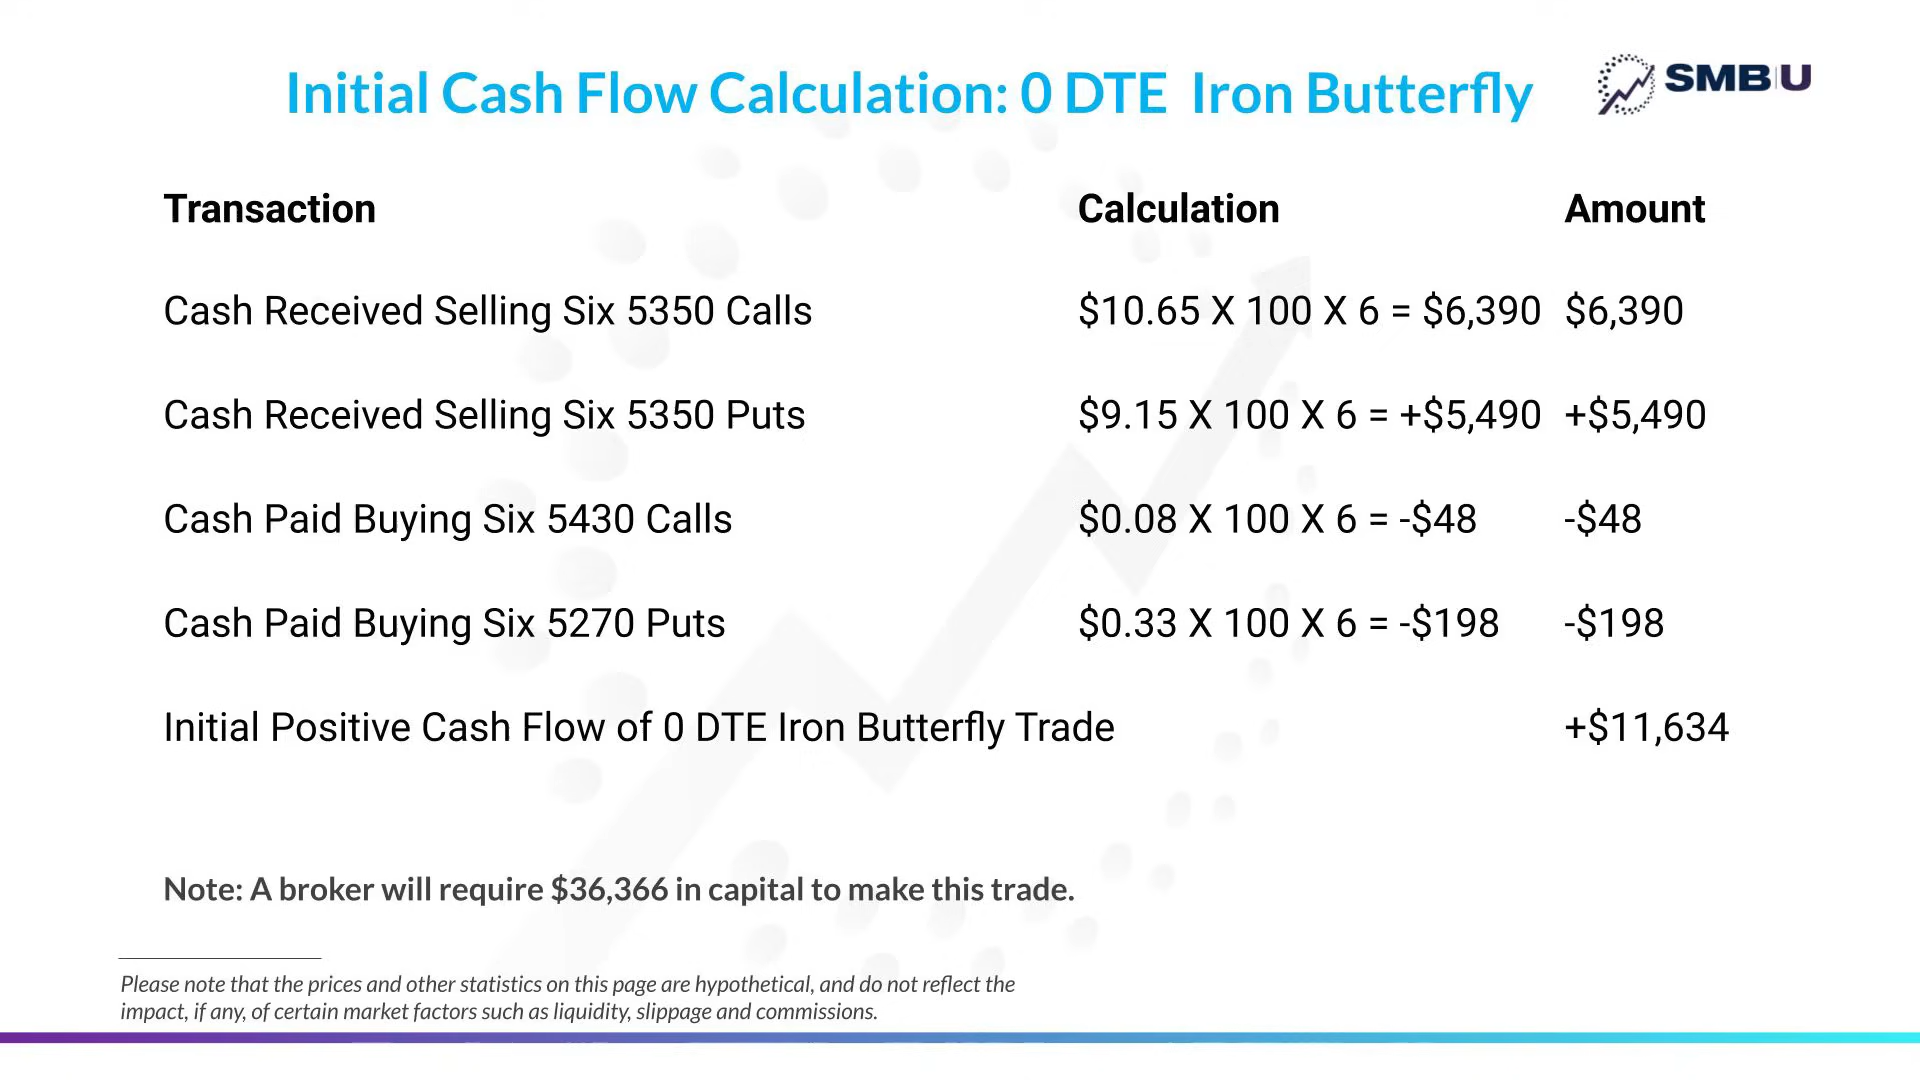 Initial Cash Flow Calculation: 0 DTE Iron Butterfly
SMB U
Transaction Calculation Amount
Cash Received Selling Six 5350 Calls $10.65 X 100 X 6 = $6,390 $6,390
Cash Received Selling Six 5350 Puts $9.15 X 100 X 6 = +$5,490 +$5,490
Cash Paid Buying Six 5430 Calls $0.08 X 100 X 6 = -$48 -$48
Cash Paid Buying Six 5270 Puts $0.33 X 100 X 6 = -$198 -$198
Initial Positive Cash Flow of 0 DTE Iron Butterfly Trade +$11,634
Note: A broker will require $36,366 in capital to make this trade.
Please note that the prices and other statistics on this page are hypothetical, and do not reflect the
impact, if any, of certain market factors such as liquidity, slippage and commissions.